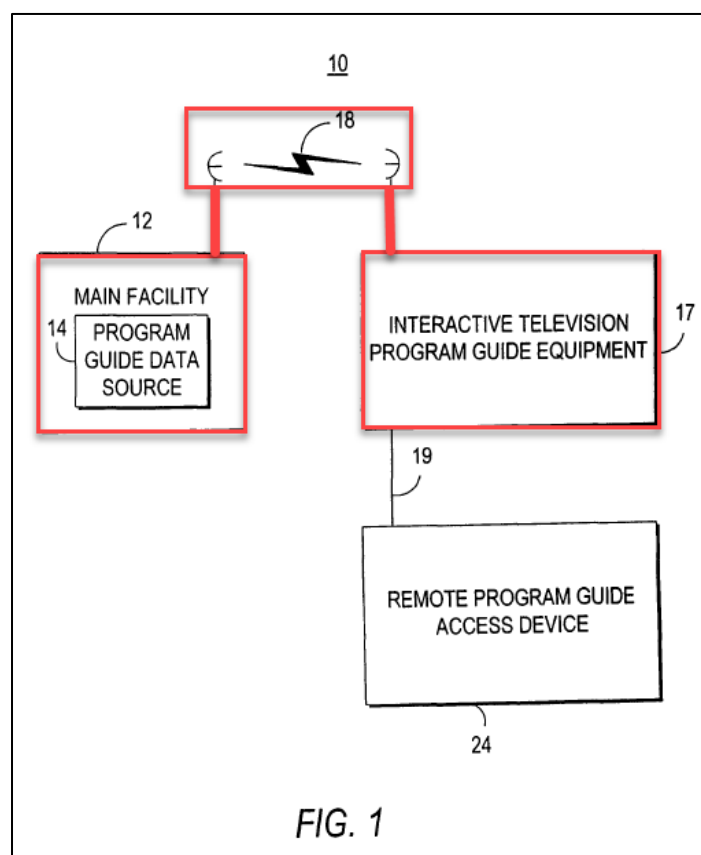 10
18
12
MAIN FACILITY
14
PROGRAM
GUIDE DATA
SOURCE
INTERACTIVE TELEVISION
PROGRAM GUIDE EQUIPMENT
17
19
REMOTE PROGRAM GUIDE
ACCESS DEVICE
24
FIG. 1